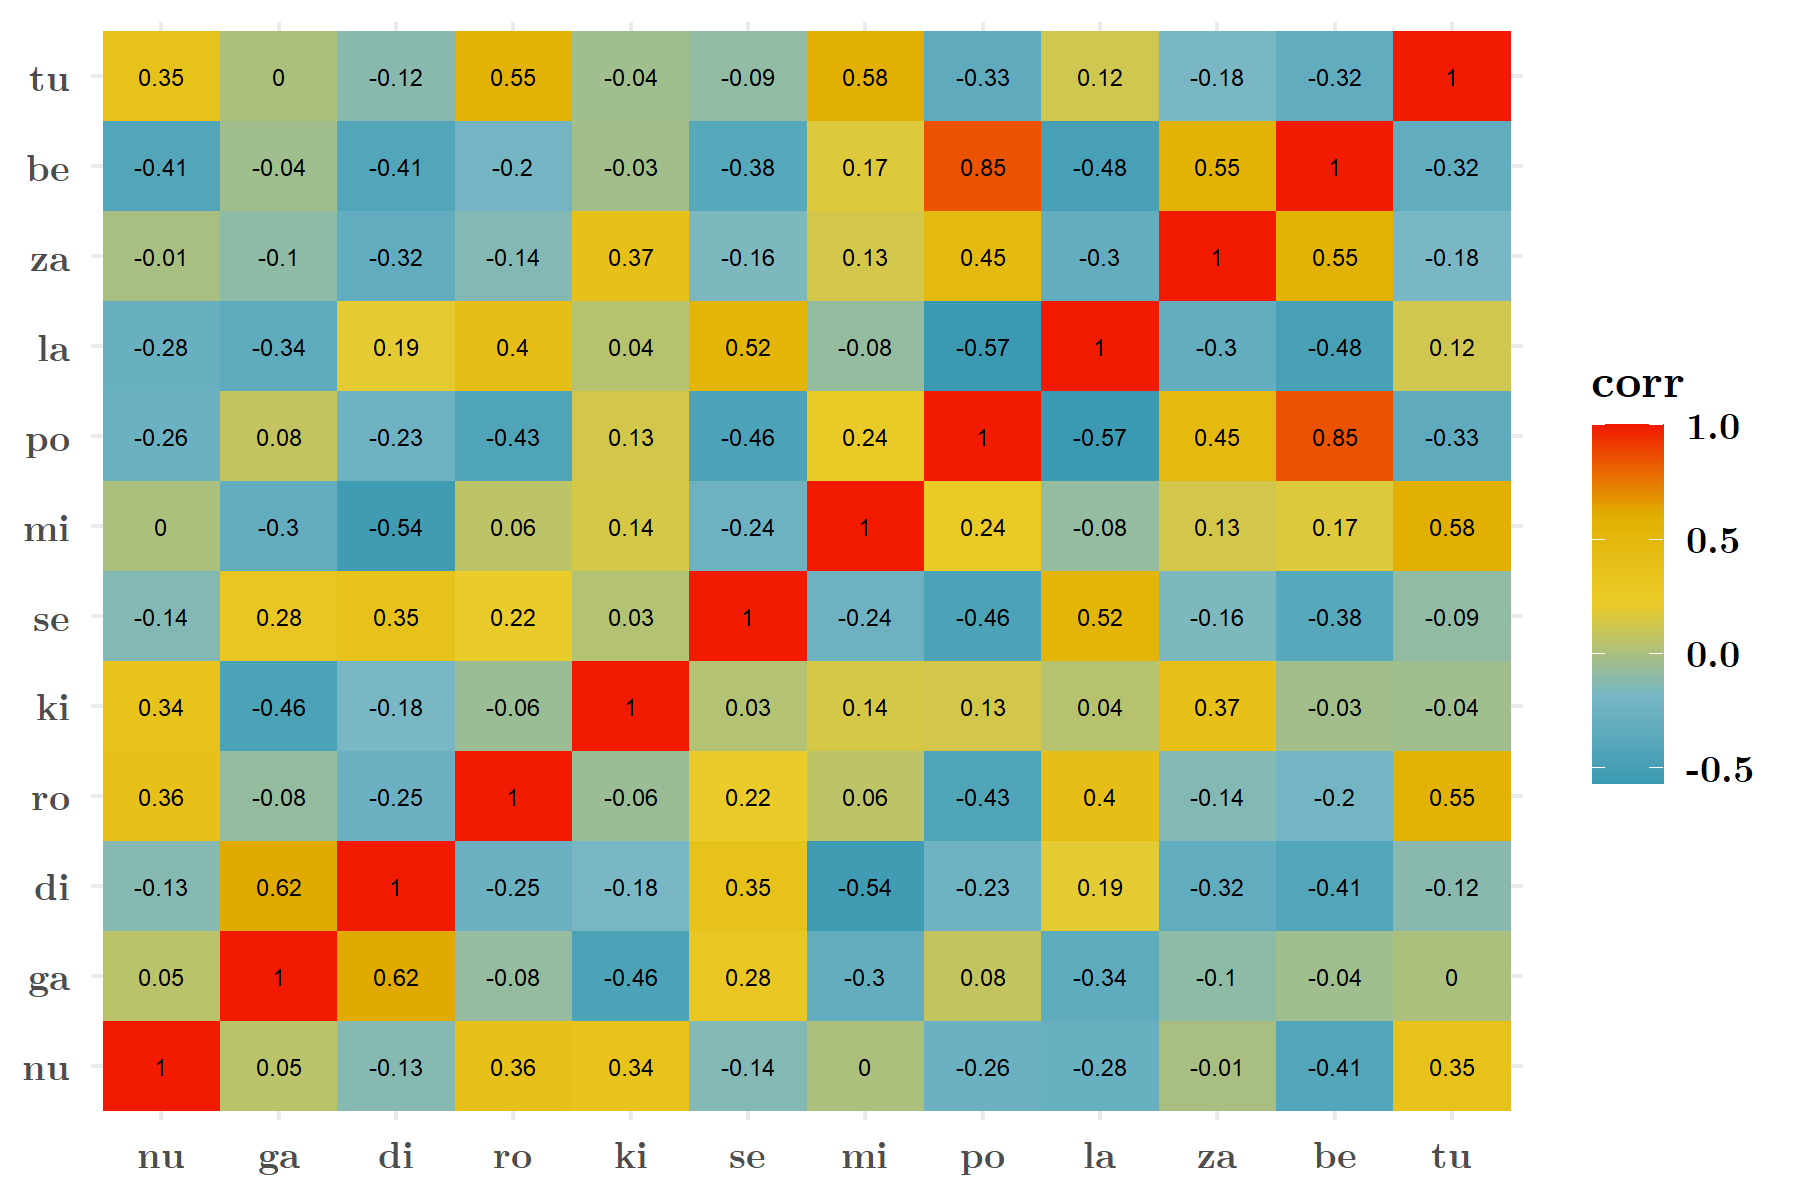 tu 0.35 0 -0.12 0.55 -0.04 -0.09 0.58 -0.33 0.12 -0.18 -0.32 1
be -0.41 -0.04 -0.41 -0.2 -0.03 -0.38 0.17 0.85 -0.48 0.55 1 -0.32
za -0.01 -0.1 -0.32 -0.14 0.37 -0.16 0.13 0.45 -0.3 1 0.55 -0.18
la -0.28 -0.34 0.19 0.4 0.04 0.52 -0.08 -0.57 1 -0.3 -0.48 0.12
po -0.26 0.08 -0.23 -0.43 0.13 -0.46 0.24 1 -0.57 0.45 0.85 -0.33
mi 0 -0.3 -0.54 0.06 0.14 -0.24 1 0.24 -0.08 0.13 0.17 0.58
se -0.14 0.28 0.35 0.22 0.03 1 -0.24 -0.46 0.52 -0.16 -0.38 -0.09
ki 0.34 -0.46 -0.18 -0.06 1 0.03 0.14 0.13 0.04 0.37 -0.03 -0.04
ro 0.36 -0.08 -0.25 1 -0.06 0.22 0.06 -0.43 0.4 -0.14 -0.2 0.55
di -0.13 0.62 1 -0.25 -0.18 0.35 -0.54 -0.23 0.19 -0.32 -0.41 -0.12
ga 0.05 1 0.62 -0.08 -0.46 0.28 -0.3 0.08 -0.34 -0.1 -0.04 0
nu 1 0.05 -0.13 0.36 0.34 -0.14 0 -0.26 -0.28 -0.01 -0.41 0.35
nu ga di ro ki se mi po la za be tu
corr
1.0
0.5
0.0
-0.5